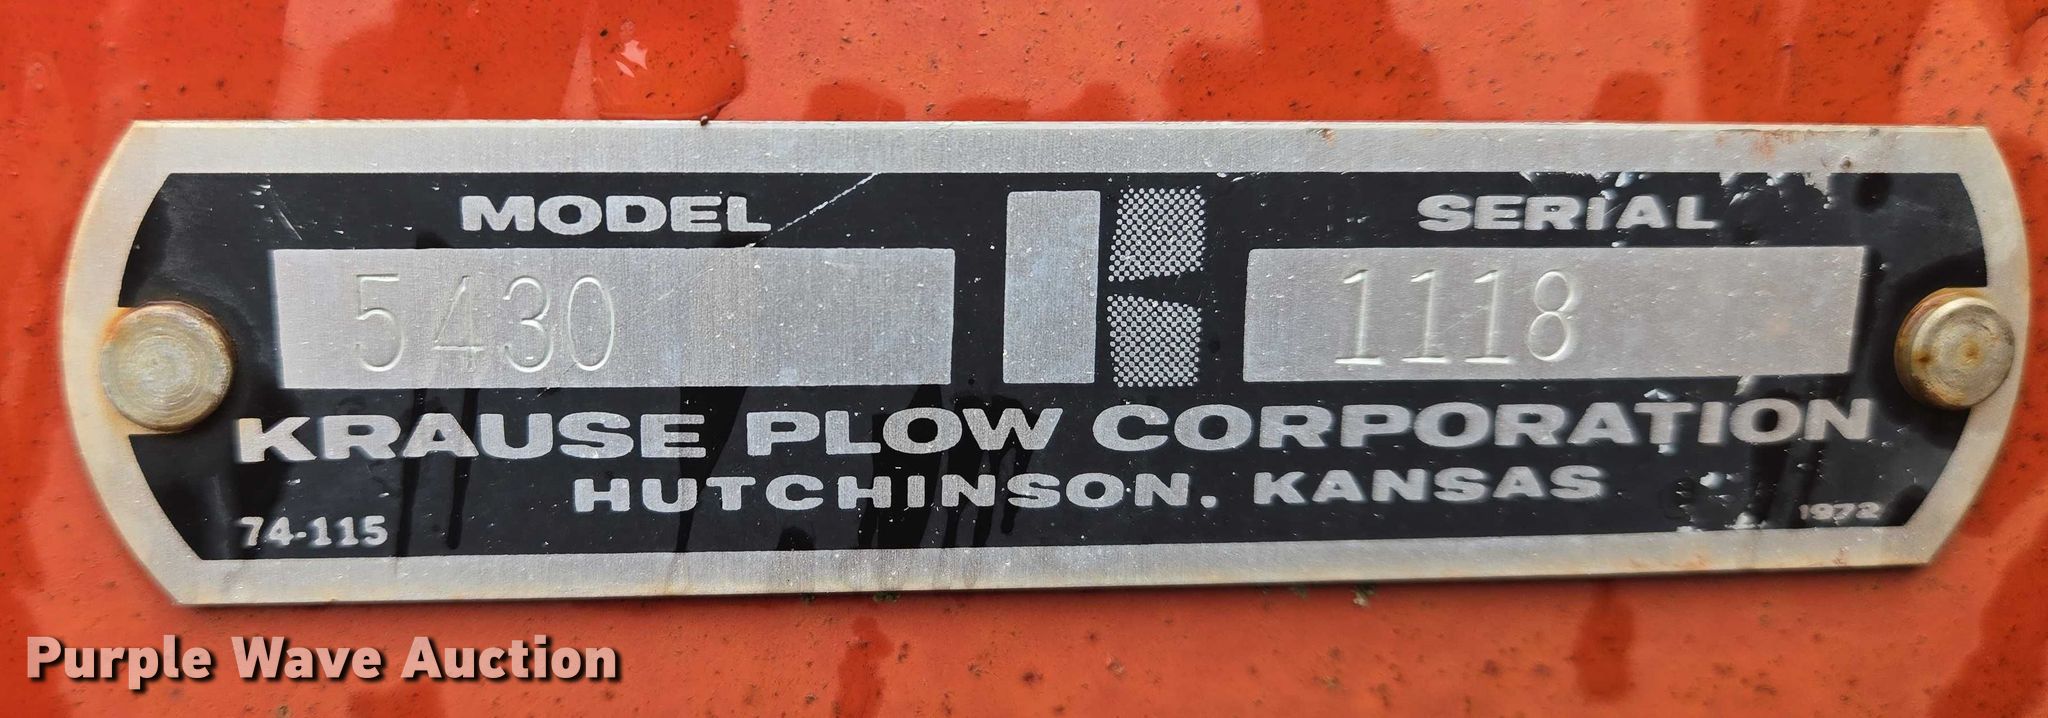 MODEL SERIAL
5430 1118
KRAUSE PLOW CORPORATION
HUTCHINSON, KANSAS
74-115 1972
Purple Wave Auction